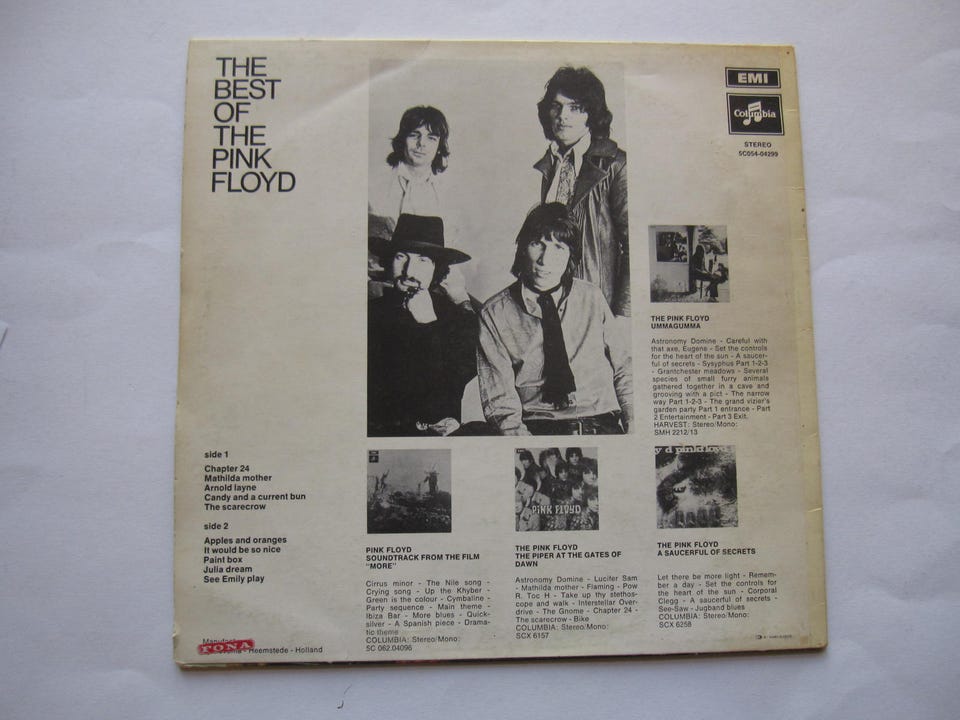 THE
BEST
OF
THE
PINK
FLOYD
EMI
Columbia
STEREO
5C054-04299
THE PINK FLOYD
UMMAGUMMA
Astronomy Domine - Careful with
that axe, Eugene - Set the controls
for the heart of the sun - A saucer-
ful of secrets - Sysyphus Part 1-2-3
- Grantchester meadows - Several
species of small furry animals
gathered together in a cave and
grooving with a pict - The narrow
way Part 1-2-3 - The grand vizier's
garden party Part 1 entrance - Part
2 Entertainment - Part 3 Exit.
HARVEST: Stereo/Mono:
SMH 2212/13
side 1
Chapter 24
Mathilda mother
Arnold layne
Candy and a current bun
The scarecrow
side 2
Apples and oranges
It would be so nice
Paint box
Julia dream
See Emily play
PINK FLOYD
SOUNDTRACK FROM THE FILM
"MORE"
Cirrus minor - The Nile song -
Crying song - Up the Khyber -
Green is the colour - Cymbaline -
Party sequence - Main theme -
Ibiza Bar - More blues - Quick-
silver - A Spanish piece - Drama-
tic theme
COLUMBIA: Stereo/Mono:
5C 062.04096
PINK FLOYD
THE PINK FLOYD
THE PIPER AT THE GATES OF
DAWN
Astronomy Domine - Lucifer Sam
- Mathilda mother - Flaming - Pow
R. Toc H - Take up thy stethos-
cope and walk - Interstellar Over-
drive - The Gnome - Chapter 24 -
The scarecrow - Bike
COLUMBIA: Stereo/Mono:
SCX 6157
pinkfloyd
THE PINK FLOYD
A SAUCERFUL OF SECRETS
Let there be more light - Remem-
ber a day - Set the controls for
the heart of the sun - Corporal
Clegg - A saucerful of secrets -
See-Saw - Jugband blues
COLUMBIA: Stereo/Mono:
SCX 6258
FONA
- Heemstede - Holland